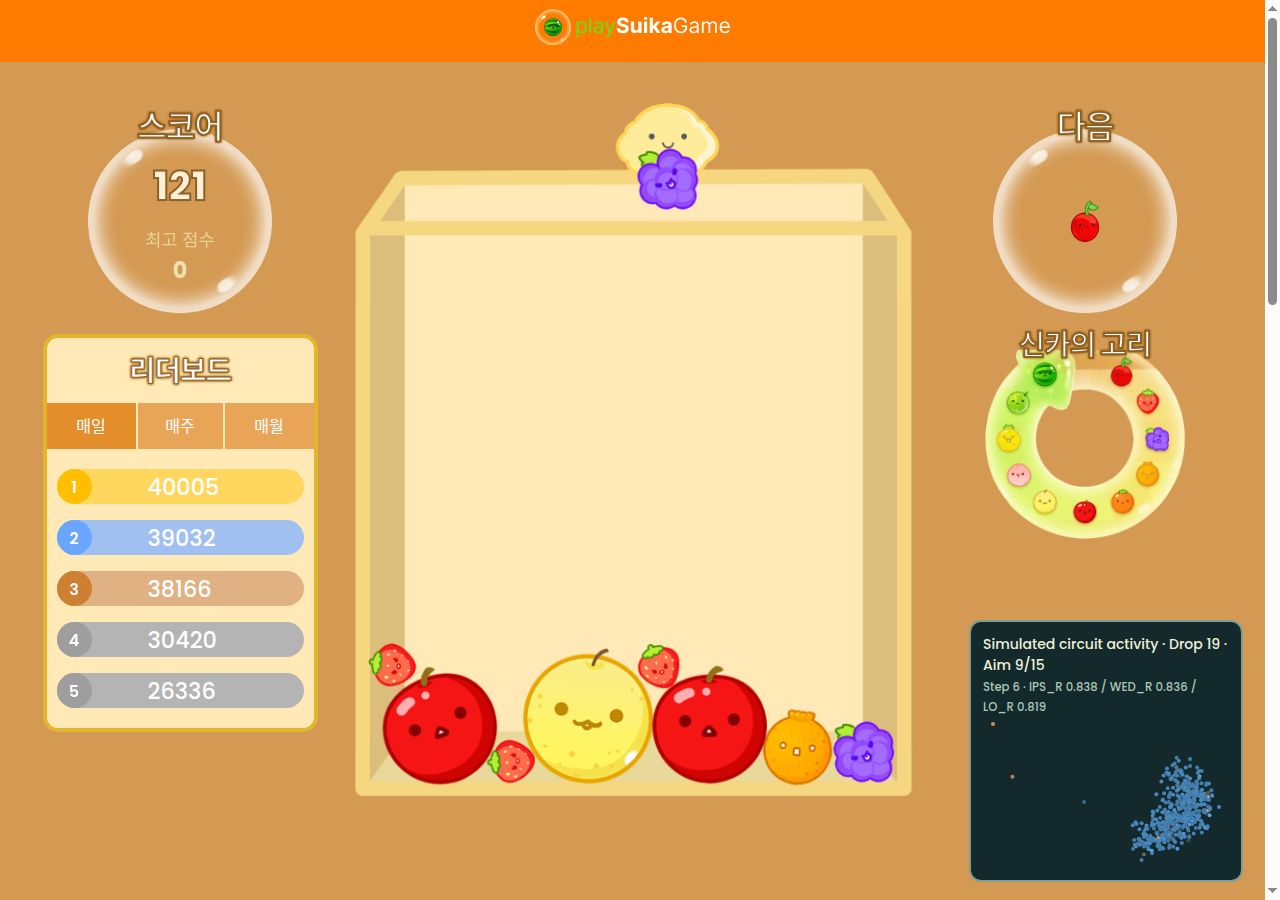 playSuikaGame
스코어
121
최고 점수
0
리더보드
매일 매주 매월
1 40005
2 39032
3 38166
4 30420
5 26336
다음
신카의 고리
Simulated circuit activity · Drop 19 ·
Aim 9/15
Step 6 · IPS_R 0.838 / WED_R 0.836 /
LO_R 0.819